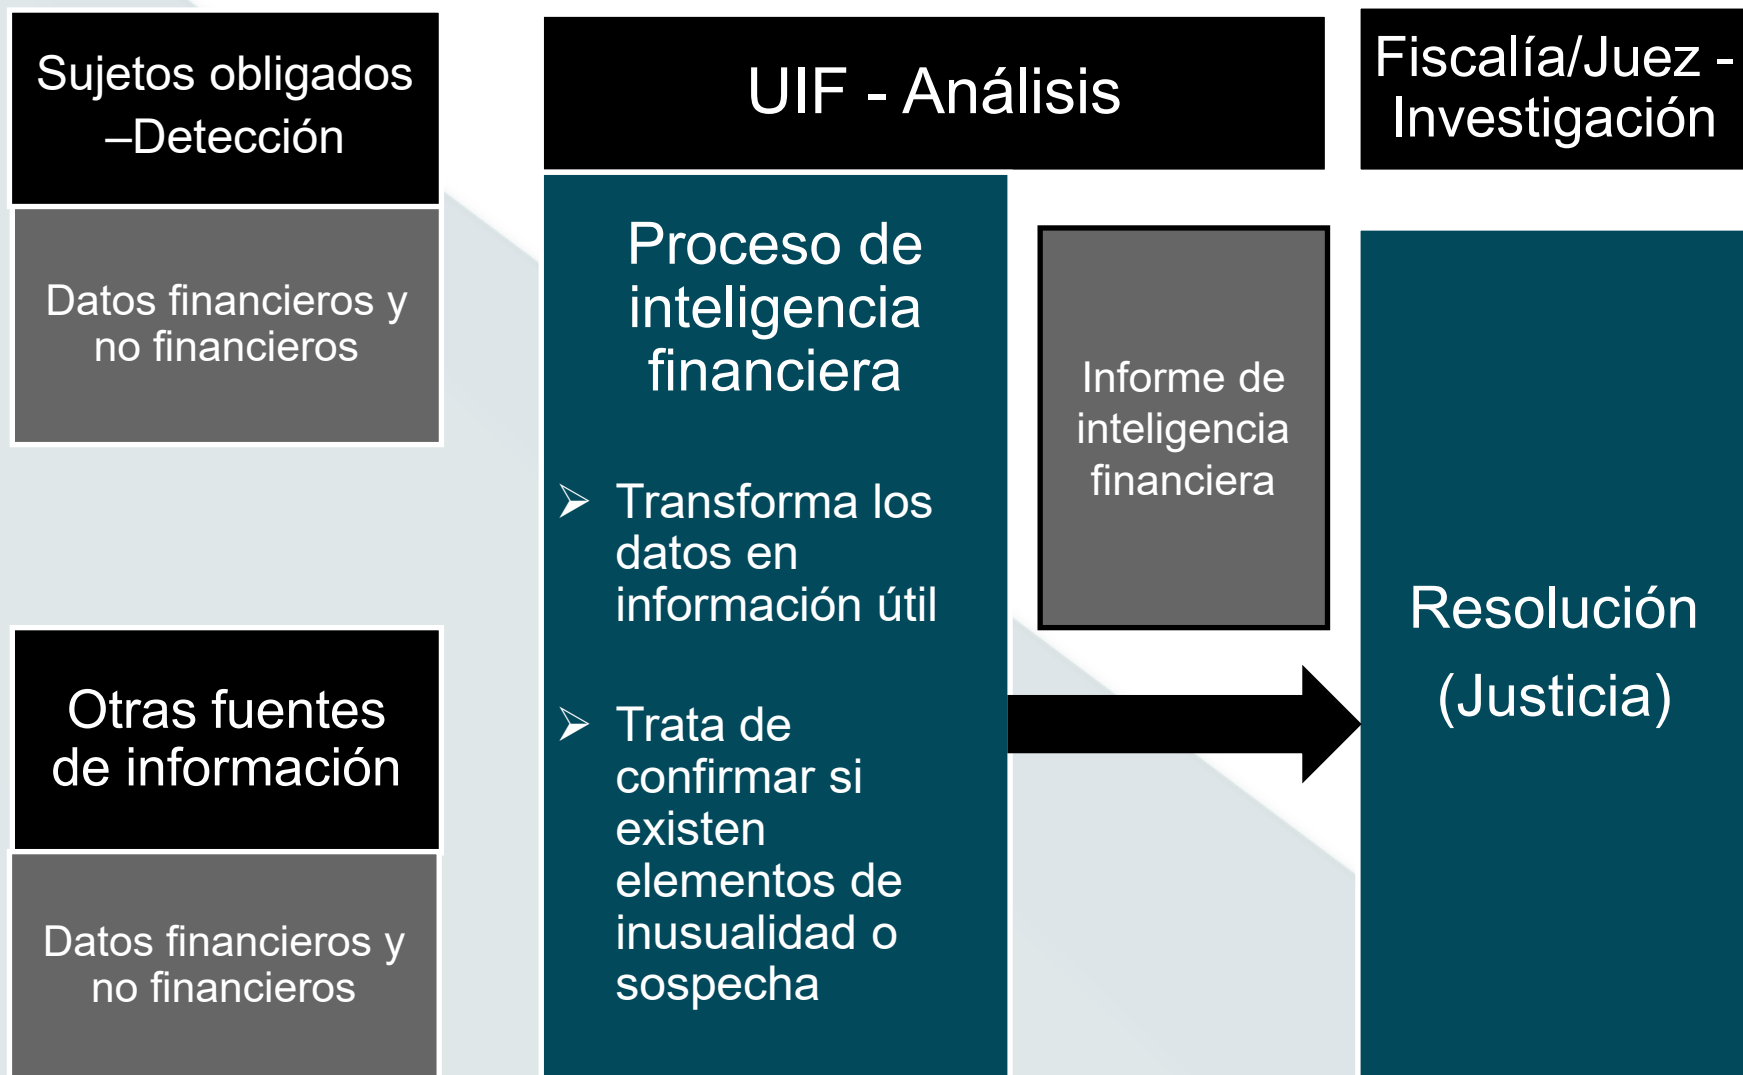 Sujetos obligados
–Detección
Datos financieros y
no financieros
Otras fuentes
de información
Datos financieros y
no financieros
UIF - Análisis
Proceso de
inteligencia
financiera
➢ Transforma los
datos en
información útil
➢ Trata de
confirmar si
existen
elementos de
inusualidad o
sospecha
Informe de
inteligencia
financiera
Fiscalía/Juez -
Investigación
Resolución
(Justicia)